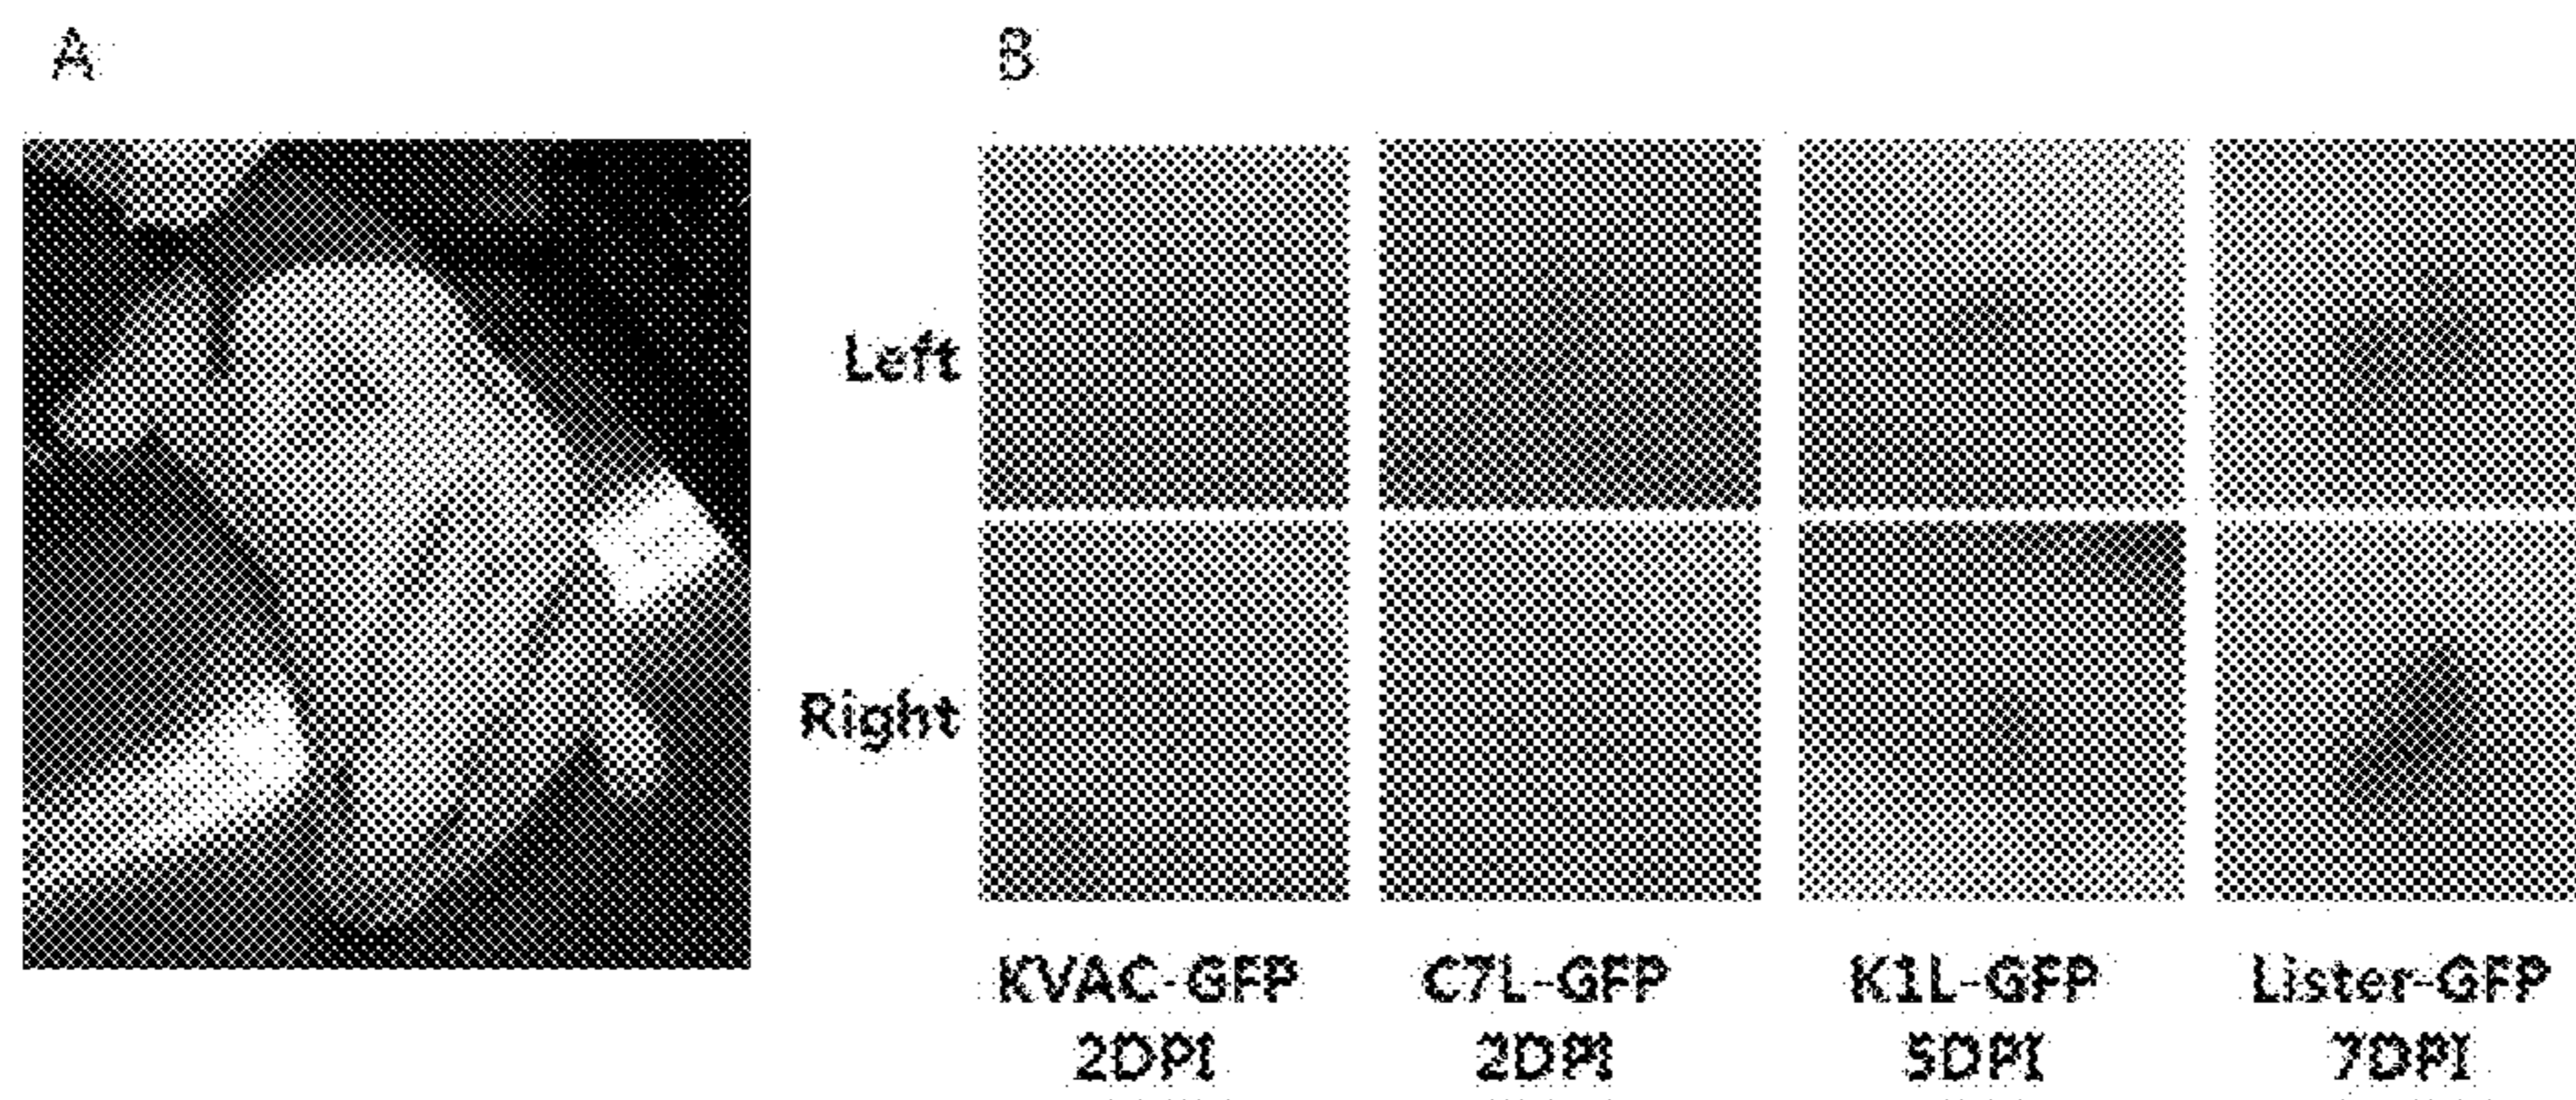 A
B
Left
Right
KVAC-GFP
2DPI
C7L-GFP
2DPI
K1L-GFP
5DPI
Lister-GFP
7DPI